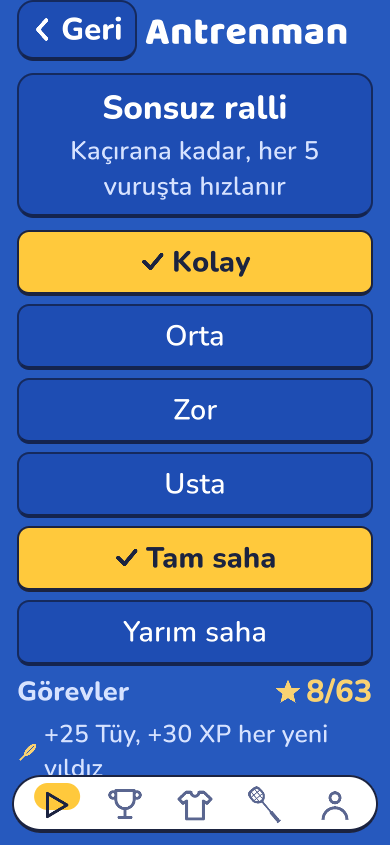 Geri Antrenman
Sonsuz ralli
Kaçırana kadar, her 5
vuruşta hızlanır
Kolay
Orta
Zor
Usta
Tam saha
Yarım saha
Görevler 8/63
+25 Tüy, +30 XP her yeni
yıldız